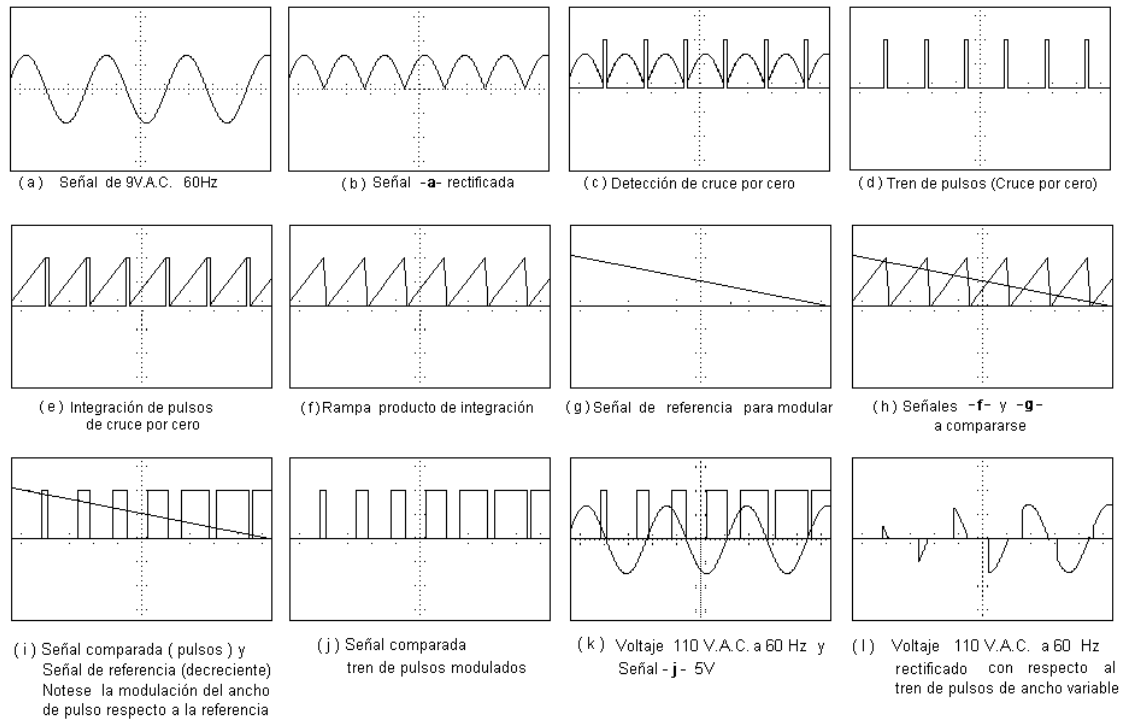 (a) Señal de 9V.A.C. 60Hz
(b) Señal -a- rectificada
(c) Detección de cruce por cero
(d) Tren de pulsos (Cruce por cero)
(e) Integración de pulsos
de cruce por cero
(f) Rampa producto de integración
(g) Señal de referencia para modular
(h) Señales -f- y -g-
a compararse
(i) Señal comparada ( pulsos ) y
Señal de referencia (decreciente)
Notese la modulación del ancho
de pulso respecto a la referencia
(j) Señal comparada
tren de pulsos modulados
(k) Voltaje 110 V.A.C. a 60 Hz y
Señal - j - 5V
(l) Voltaje 110 V.A.C. a 60 Hz
rectificado con respecto al
tren de pulsos de ancho variable